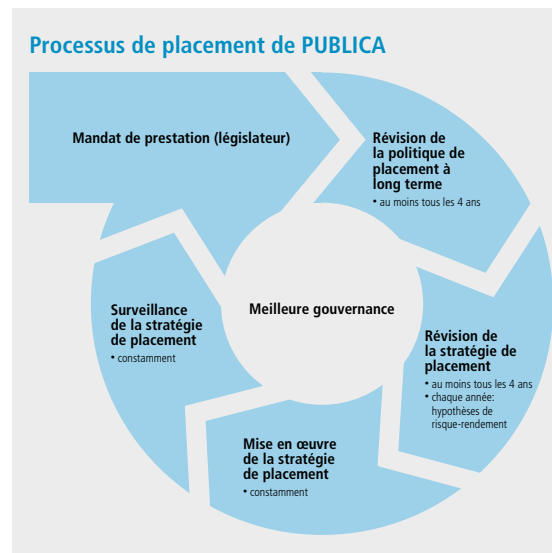 Processus de placement de PUBLICA
Mandat de prestation (législateur)
Révision de
la politique de
placement à
long terme
• au moins tous les 4 ans
Meilleure gouvernance
Révision de
la stratégie de
placement
• au moins tous les 4 ans
• chaque année:
hypothèses de
risque-rendement
Mise en œuvre
de la stratégie
de placement
• constamment
Surveillance
de la stratégie
de placement
• constamment